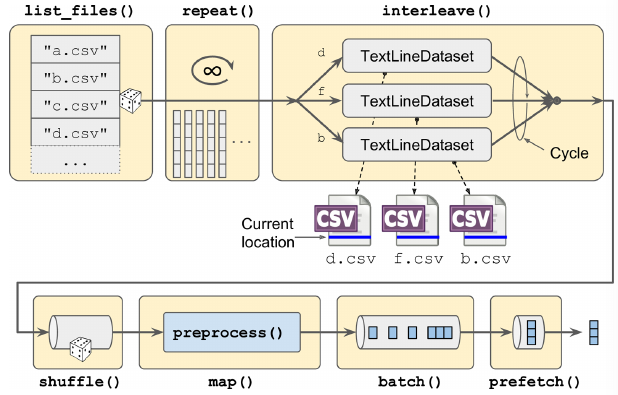 list_files()
repeat()
interleave()
"a.csv"
"b.csv"
"c.csv"
"d.csv"
...
∞
...
d
TextLineDataset
f
TextLineDataset
b
TextLineDataset
Cycle
Current
location
CSV
CSV
CSV
d.csv
f.csv
b.csv
preprocess()
shuffle()
map()
batch()
prefetch()